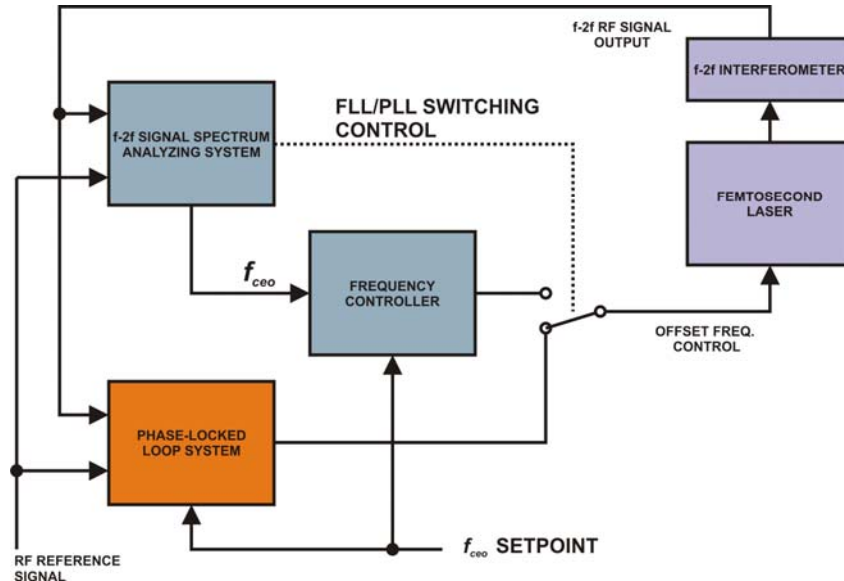 f-2f RF SIGNAL
OUTPUT
f-2f INTERFEROMETER
f-2f SIGNAL SPECTRUM
ANALYZING SYSTEM
FLL/PLL SWITCHING
CONTROL
FEMTOSECOND
LASER
fceo
FREQUENCY
CONTROLLER
OFFSET FREQ.
CONTROL
PHASE-LOCKED
LOOP SYSTEM
fceo SETPOINT
RF REFERENCE
SIGNAL